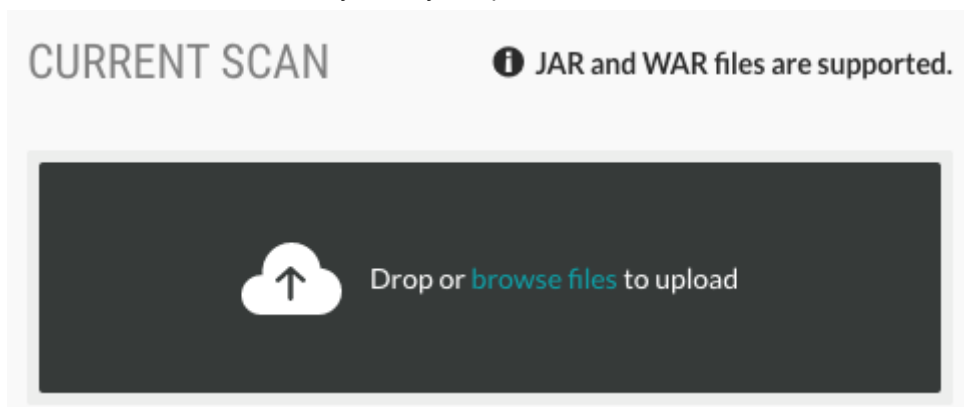 CURRENT SCAN
JAR and WAR files are supported.
Drop or browse files to upload